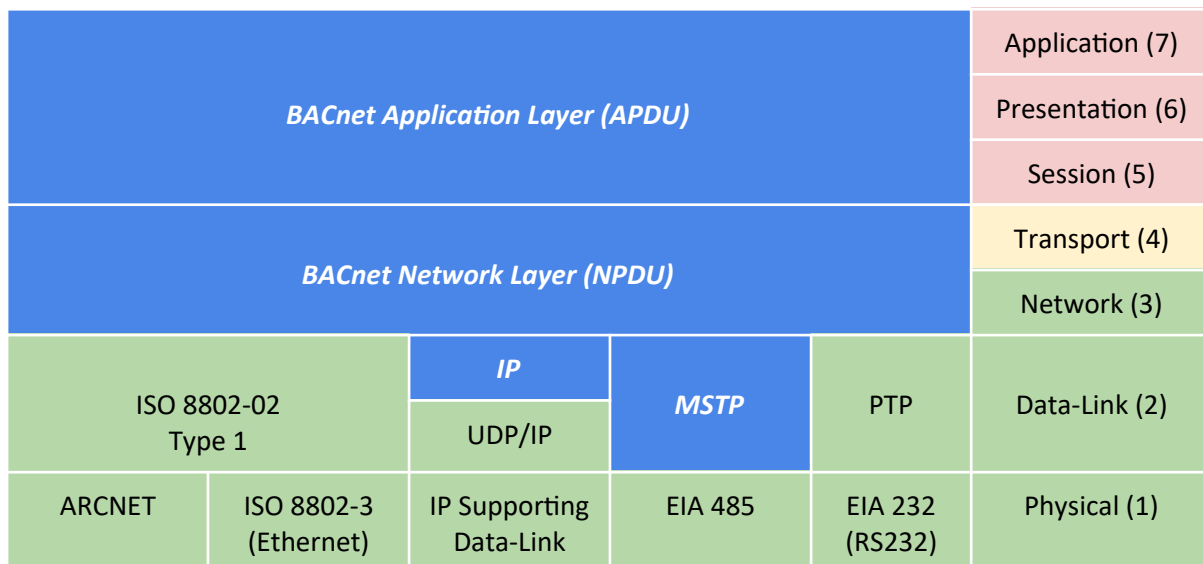 BACnet Application Layer (APDU)
Application (7)
Presentation (6)
Session (5)
BACnet Network Layer (NPDU)
Transport (4)
Network (3)
ISO 8802-02
Type 1
IP
UDP/IP
MSTP
PTP
Data-Link (2)
ARCNET
ISO 8802-3
(Ethernet)
IP Supporting
Data-Link
EIA 485
EIA 232
(RS232)
Physical (1)